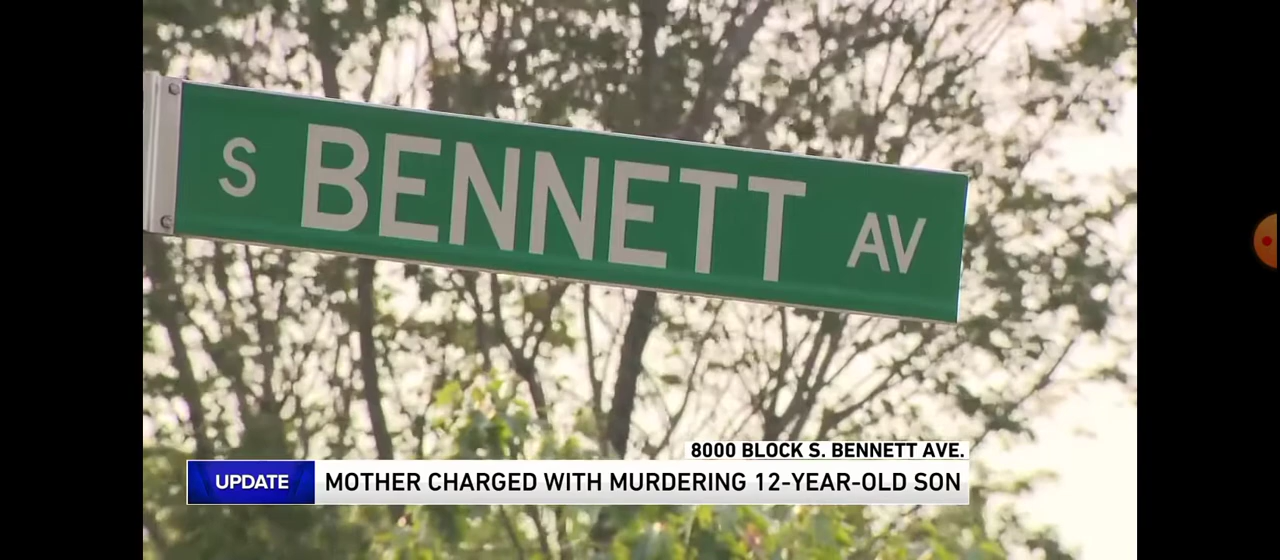 S BENNETT AV
8000 BLOCK S. BENNETT AVE.
UPDATE MOTHER CHARGED WITH MURDERING 12-YEAR-OLD SON